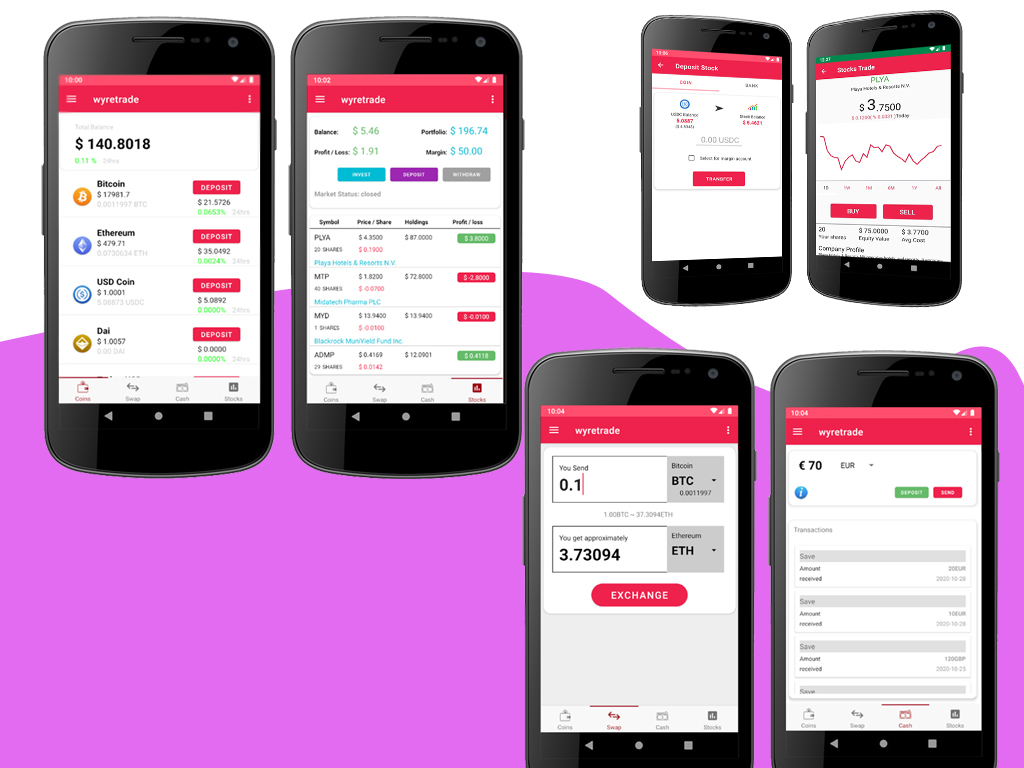 10:00
wyretrade
Total Balance
$ 140.8018
0.11 % 24hrs
Bitcoin
$ 17981.7
0.0011997 BTC
DEPOSIT
$ 21.5726
0.0653% 24hrs
Ethereum
$ 479.71
0.0730634 ETH
DEPOSIT
$ 35.0492
0.0024% 24hrs
USD Coin
$ 1.0001
5.08873 USDC
DEPOSIT
$ 5.0892
0.0000% 24hrs
Dai
$ 1.0057
0.00 DAI
DEPOSIT
$ 0.0000
0.0000% 24hrs
Coins Swap Cash Stocks
10:02
wyretrade
Balance: $ 5.46 Portfolio: $ 196.74
Profit / Loss: $ 1.91 Margin: $ 50.00
INVEST DEPOSIT WITHDRAW
Market Status: closed
Symbol Price / Share Holdings Profit / loss
PLYA $ 4.3500 $ 87.0000 $ 3.8000
20 SHARES $ 0.1900
Playa Hotels & Resorts N.V.
MTP $ 1.8200 $ 72.8000 $ -2.8000
40 SHARES $ -0.0700
Midatech Pharma PLC
MYD $ 13.9400 $ 13.9400 $ -0.0100
1 SHARES $ -0.0100
Blackrock MuniYield Fund Inc
ADMP $ 0.4169 $ 12.0901 $ 0.4118
29 SHARES $ 0.0142
Coins Swap Cash Stocks
11:06
Deposit Stock
COIN BANK
USDC Balance Stock Balance
5.0887 $ 5.4621
0.00 USDC
Select for margin account
TRANSFER
12:27
Stocks Trade
PLYA
Playa Hotels & Resorts N.V.
$ 3.7500
Today
1D 1W 1M 3M 6M 1Y All
BUY SELL
20 $ 75.0000 $ 3.7700
Your shares Equity Value Avg Cost
Company Profile
10:04
wyretrade
You Send
0.1
Bitcoin
BTC
0.0011997
1.00BTC ~ 37.3094ETH
You get approximately
3.73094
Ethereum
ETH
EXCHANGE
Coins Swap Cash Stocks
10:04
wyretrade
€ 70 EUR
DEPOSIT SEND
Transactions
Save
Amount 20EUR
received 2020-10-28
Save
Amount 10EUR
received 2020-10-28
Save
Amount 120GBP
received 2020-10-23
Save
Coins Swap Cash Stocks